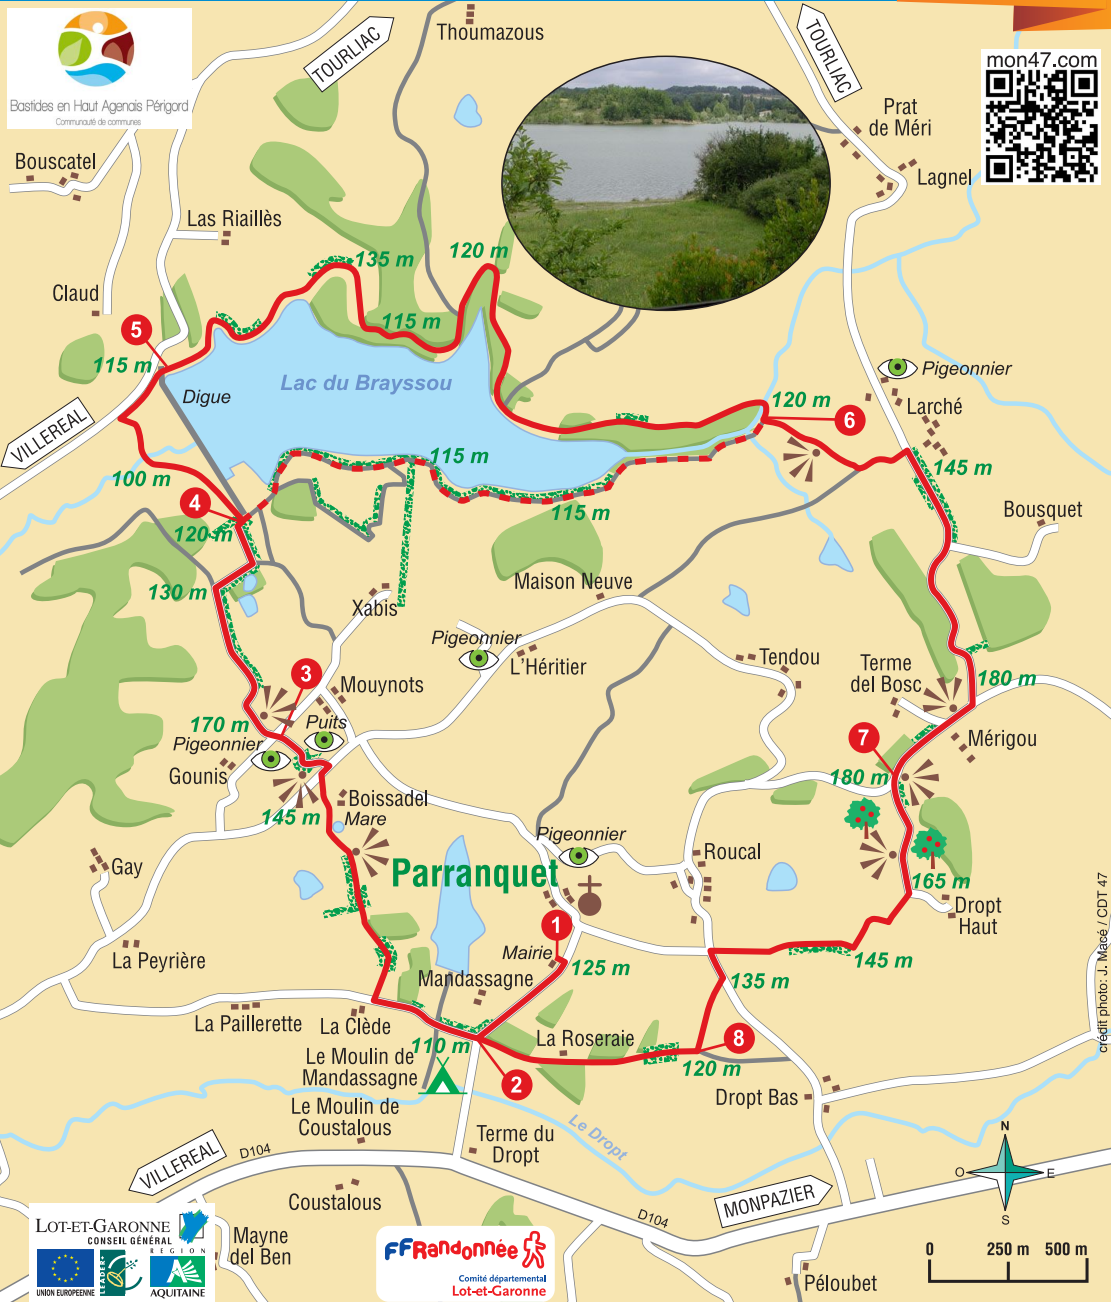 Bastides en Haut Agenais Périgord
Communauté de communes
TOURLIAC
Thoumazous
TOURLIAC
mon47.com
Prat
de Méri
Lagnel
Bouscatel
Las Riaillès
Claud
135 m
120 m
115 m
5
115 m
Digue
Lac du Brayssou
Pigeonnier
Larché
120 m
6
VILLEREAL
100 m
4
120 m
115 m
115 m
145 m
Bousquet
130 m
Xabis
Maison Neuve
Pigeonnier
L'Héritier
Tendou
Terme
del Bosc
180 m
3
Mouynots
170 m
Puits
Pigeonnier
Gounis
7
Mérigou
180 m
145 m
Boissadel
Mare
Pigeonnier
Parranquet
Roucal
165 m
Gay
Dropt
Haut
La Peyrière
1
Mairie
125 m
145 m
Mandassagne
135 m
La Paillerette
La Clède
110 m
La Roseraie
8
120 m
Le Moulin de
Mandassagne
2
Le Moulin de
Coustalous
Dropt Bas
Le Dropt
Terme du
Dropt
VILLEREAL
D104
Coustalous
MONPAZIER
D104
N
O
E
S
Mayne
del Ben
Péloubet
0
250 m
500 m
LOT-ET-GARONNE
CONSEIL GÉNÉRAL
UNION EUROPEENNE
LEADER
REGION
AQUITAINE
FFRandonnée
Comité départemental
Lot-et-Garonne
crédit photo: J. Macé / CDT 47